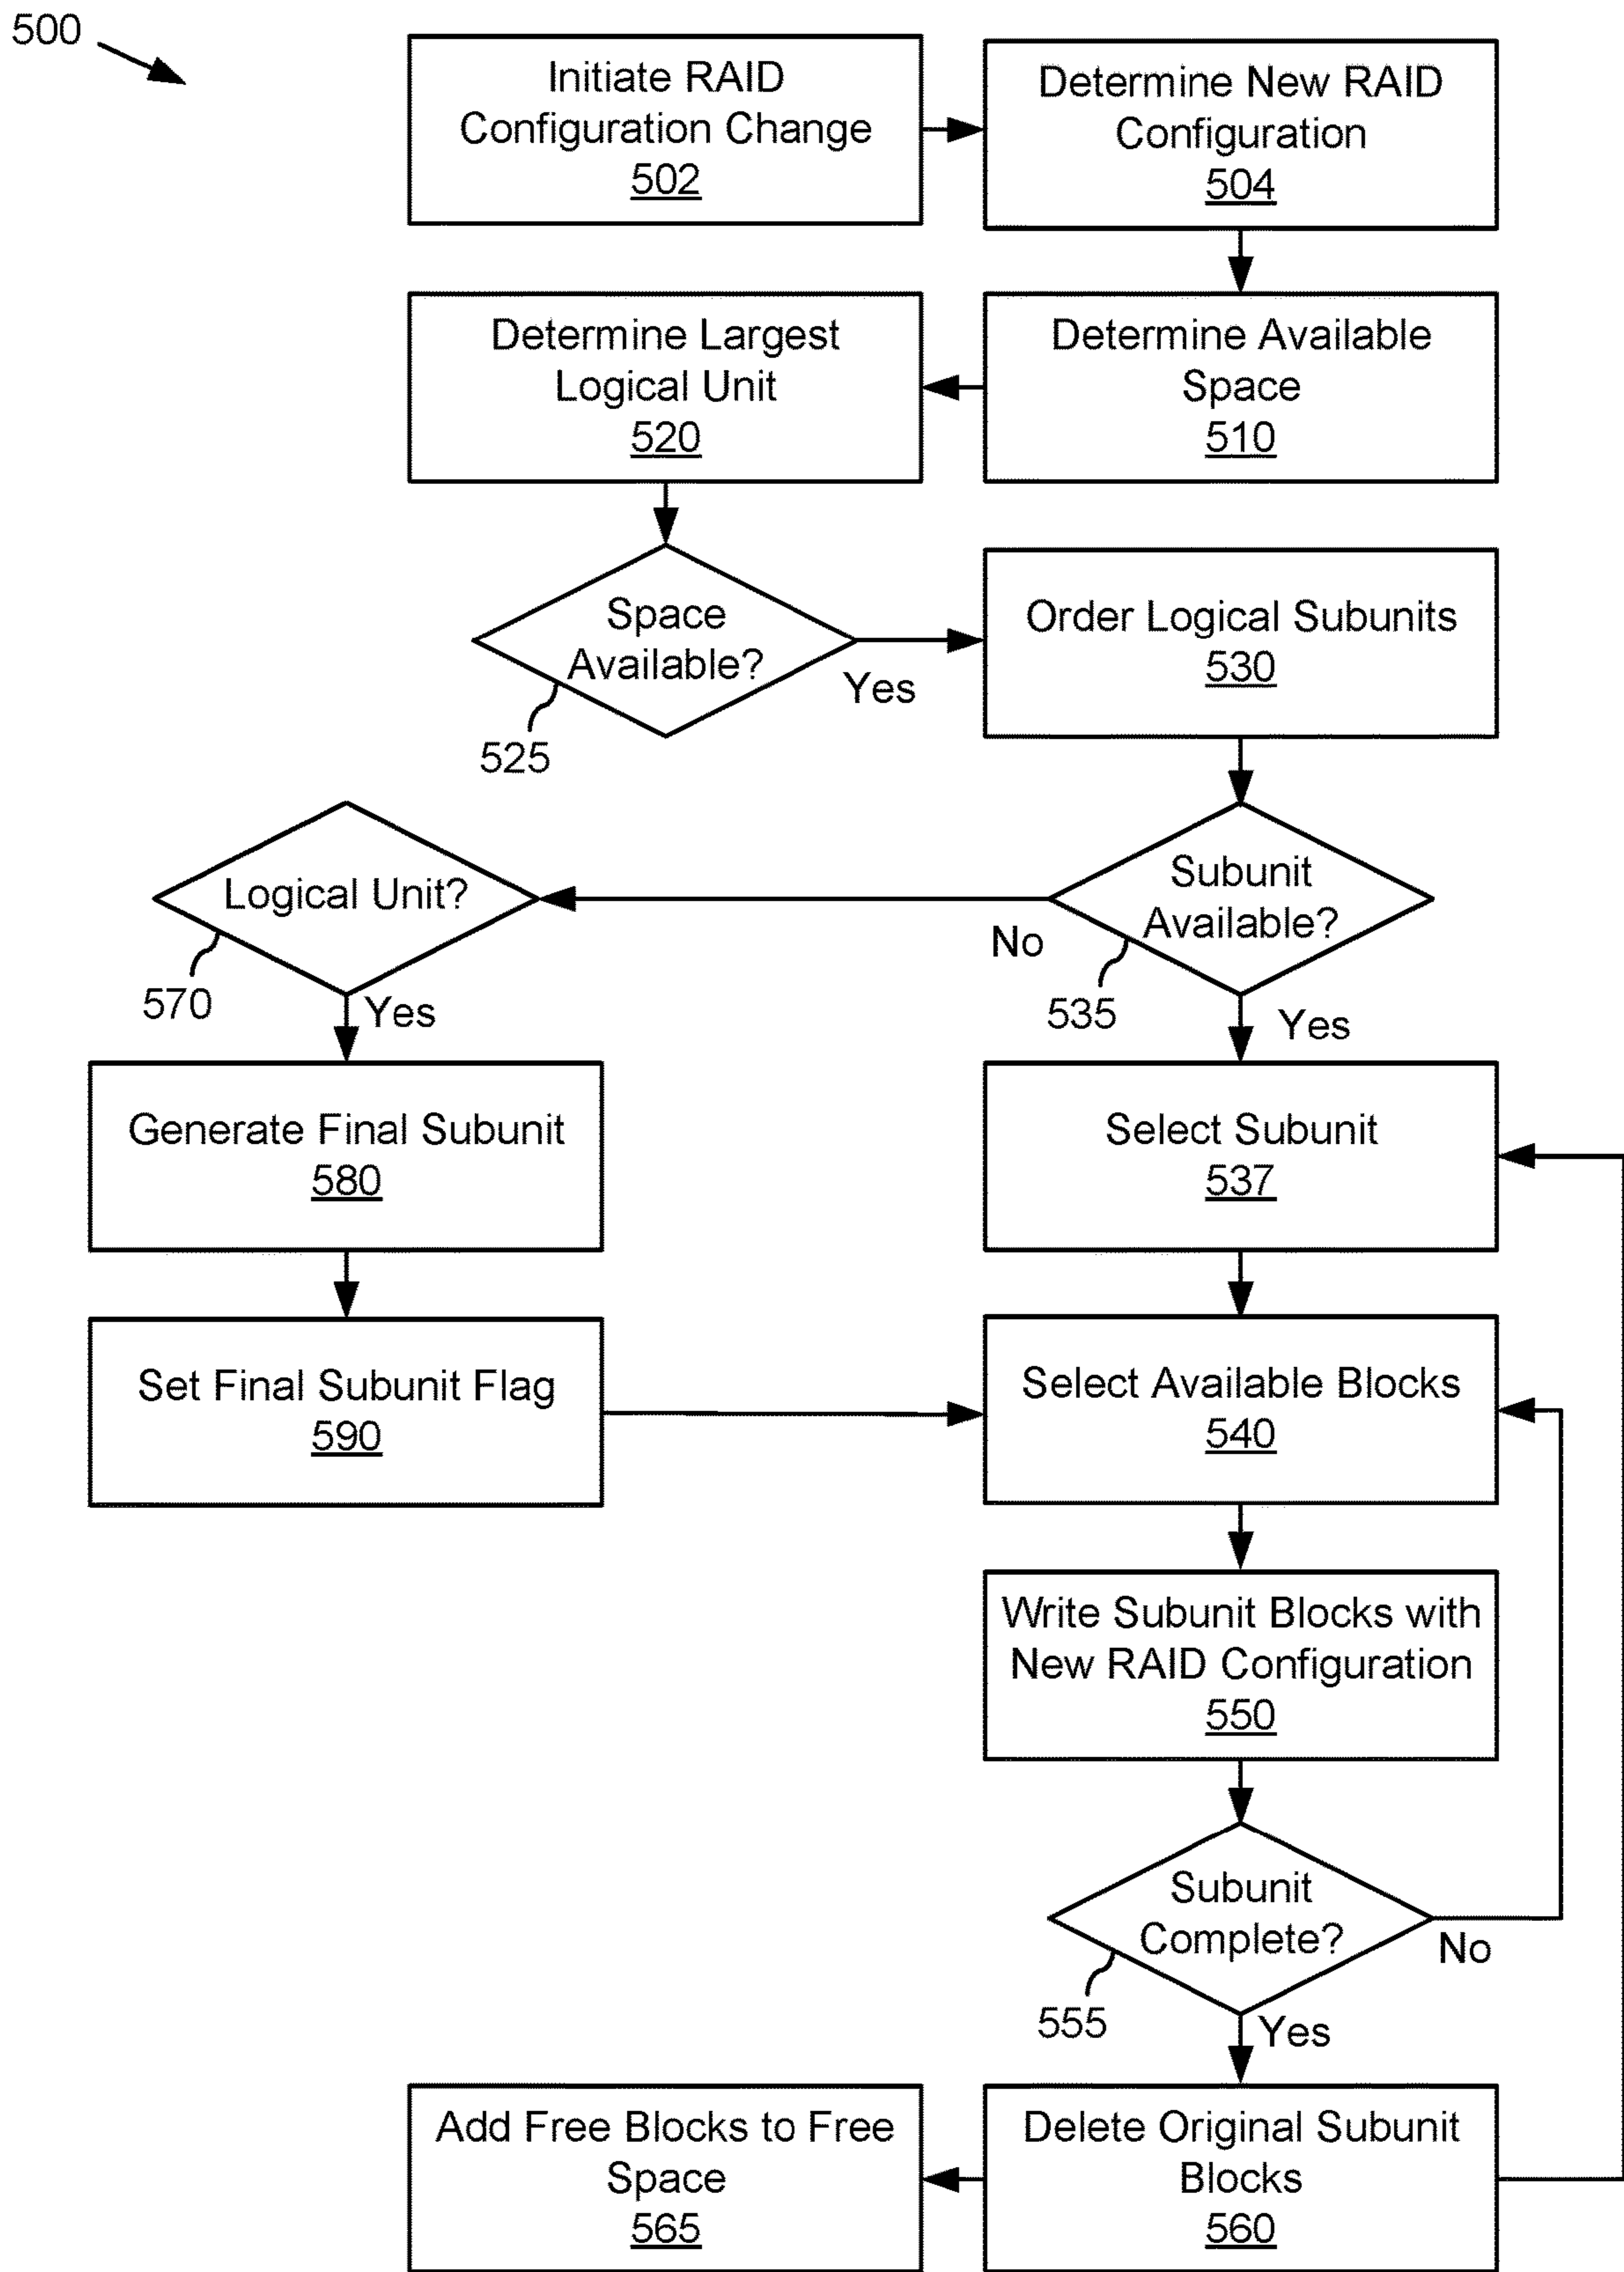 500
Initiate RAID
Configuration Change
502
Determine New RAID
Configuration
504
Determine Largest
Logical Unit
520
Determine Available
Space
510
Space
Available?
Yes
525
Order Logical Subunits
530
Logical Unit?
570
Yes
Subunit
Available?
No
535
Yes
Generate Final Subunit
580
Select Subunit
537
Set Final Subunit Flag
590
Select Available Blocks
540
Write Subunit Blocks with
New RAID Configuration
550
Subunit
Complete?
No
555
Yes
Add Free Blocks to Free
Space
565
Delete Original Subunit
Blocks
560